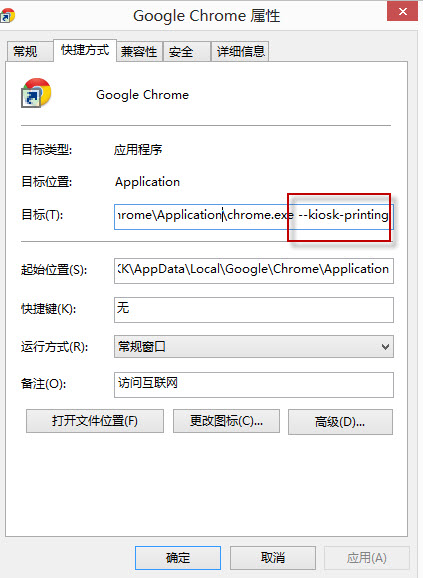 Google Chrome 属性
常规 快捷方式 兼容性 安全 详细信息
Google Chrome
目标类型: 应用程序
目标位置: Application
目标(T): hrome\Application\chrome.exe --kiosk-printing
起始位置(S): :K\AppData\Local\Google\Chrome\Application
快捷键(K): 无
运行方式(R): 常规窗口
备注(O): 访问互联网
打开文件位置(F) 更改图标(C)... 高级(D)...
确定 取消 应用(A)